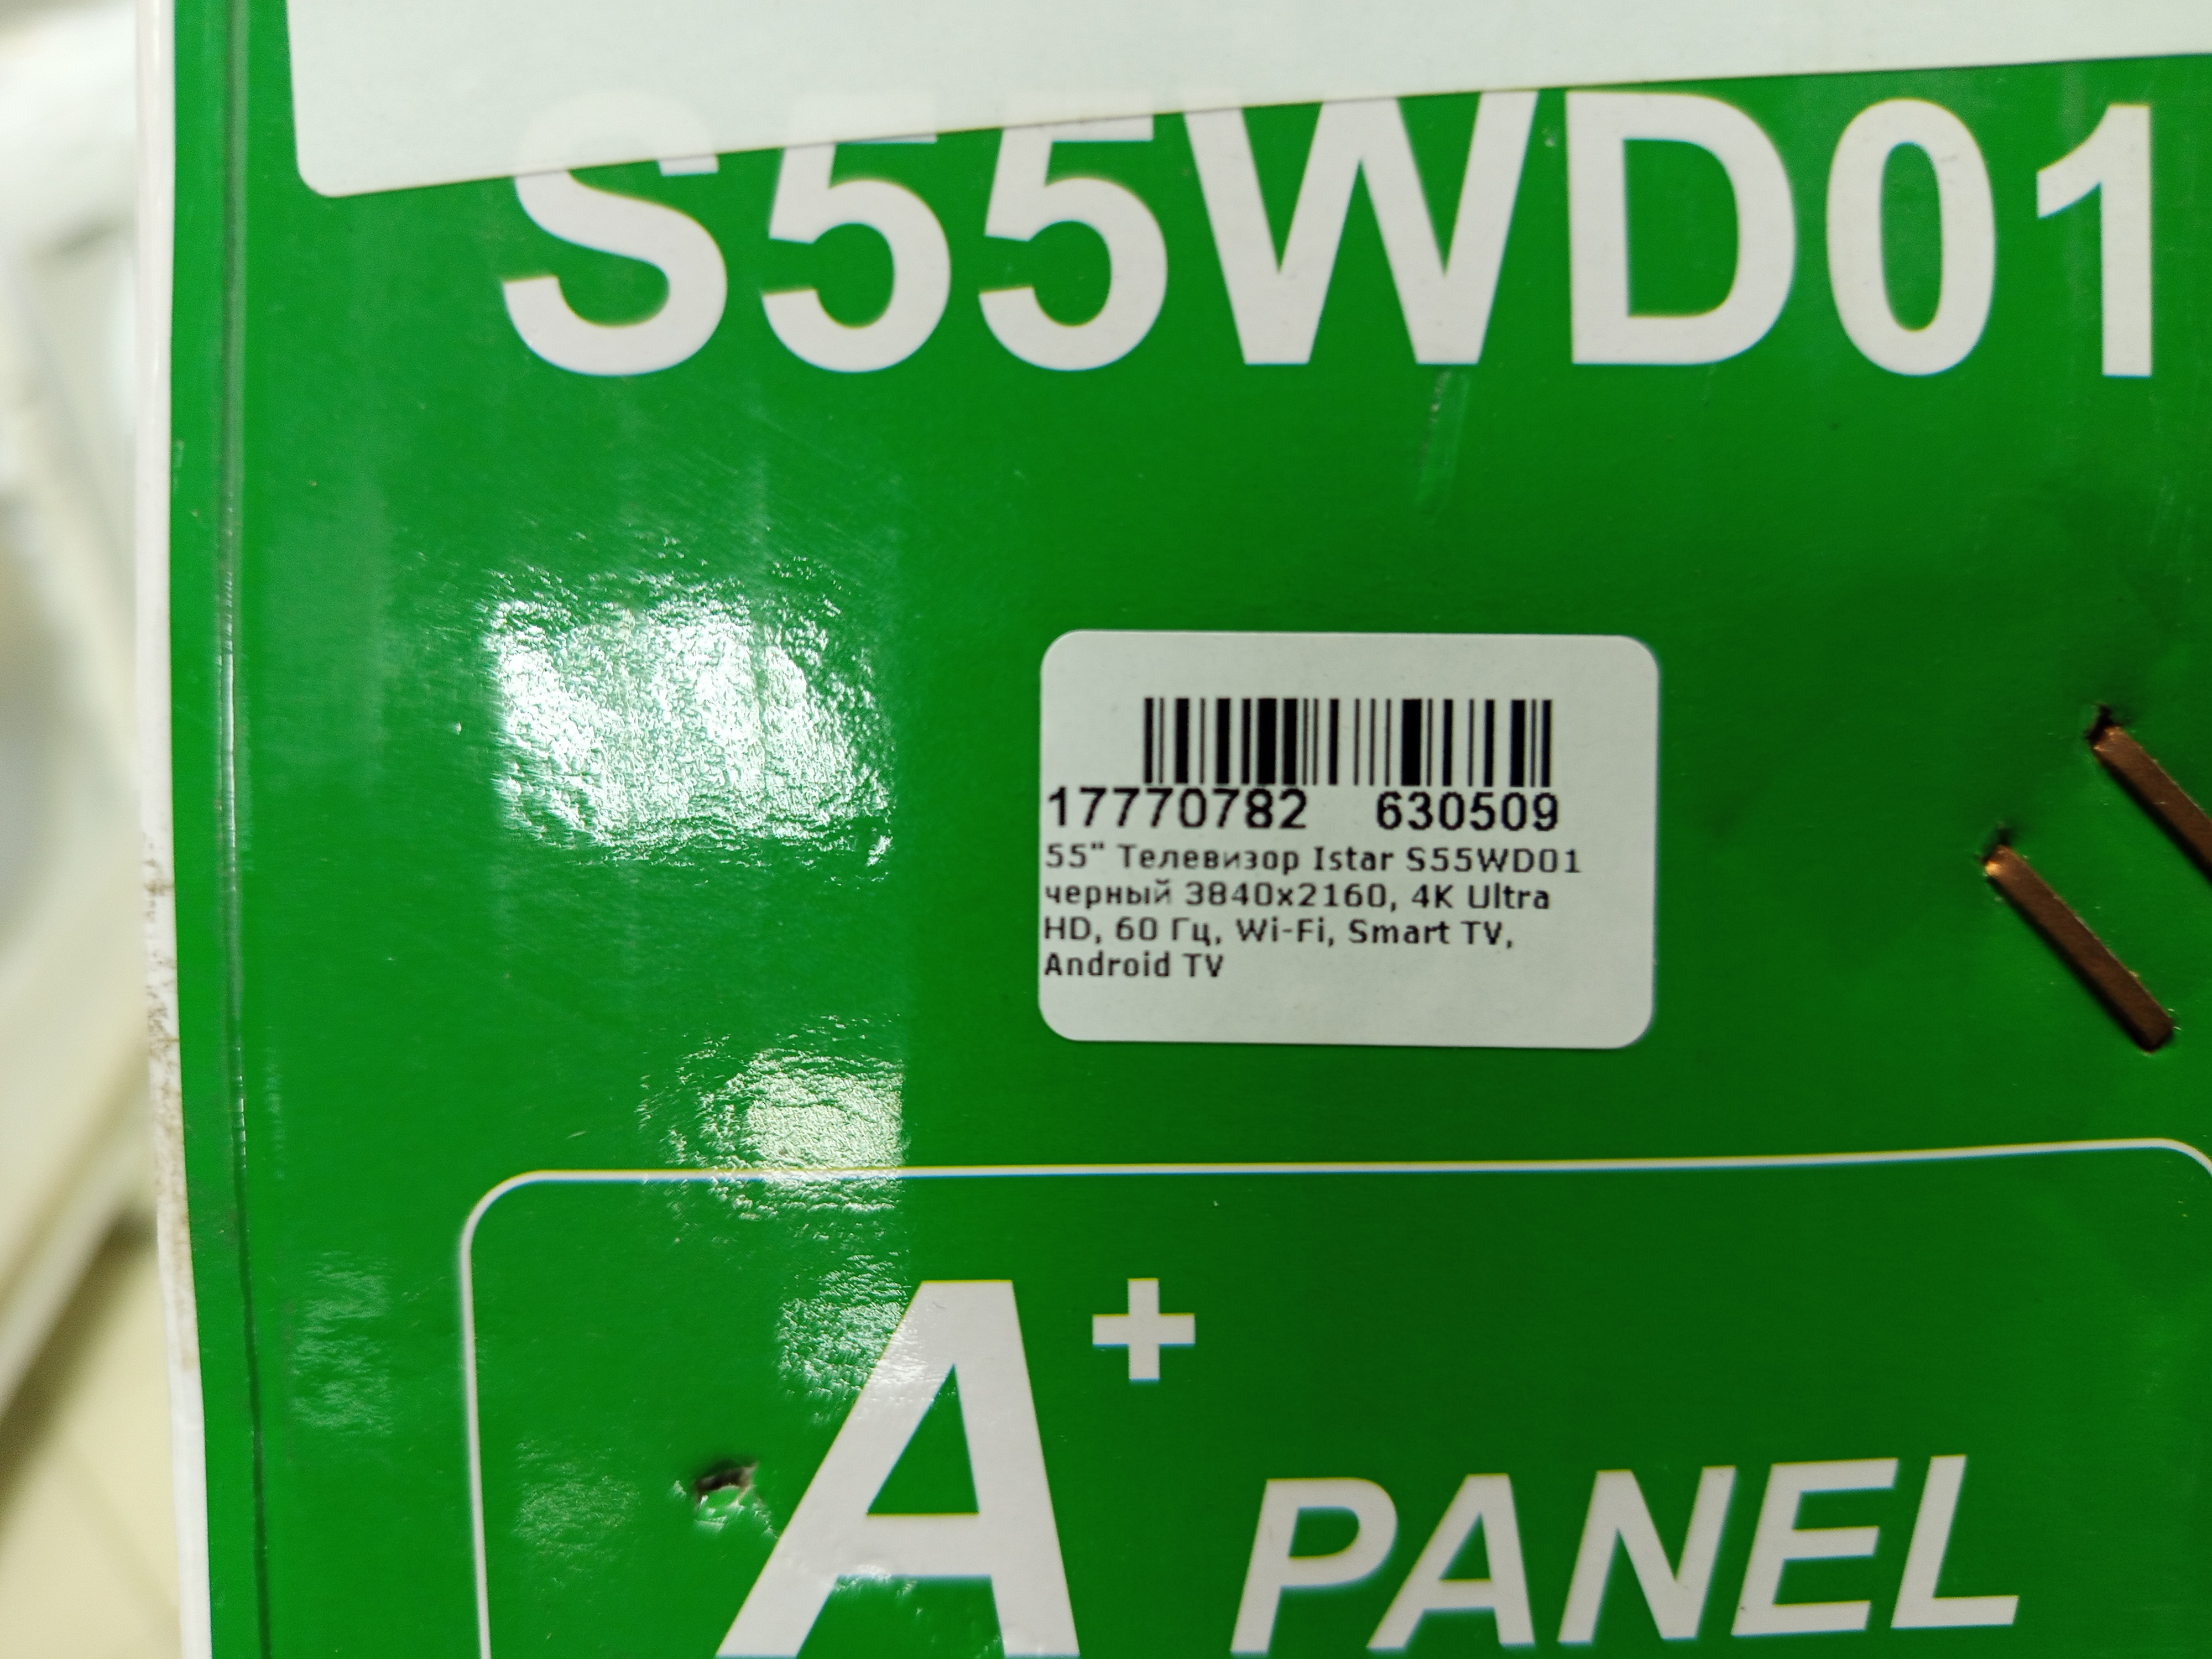 S55WD01
17770782 630509
55" Телевизор Istar S55WD01
черный 3840x2160, 4K Ultra
HD, 60 Гц, Wi-Fi, Smart TV,
Android TV
A+ PANEL